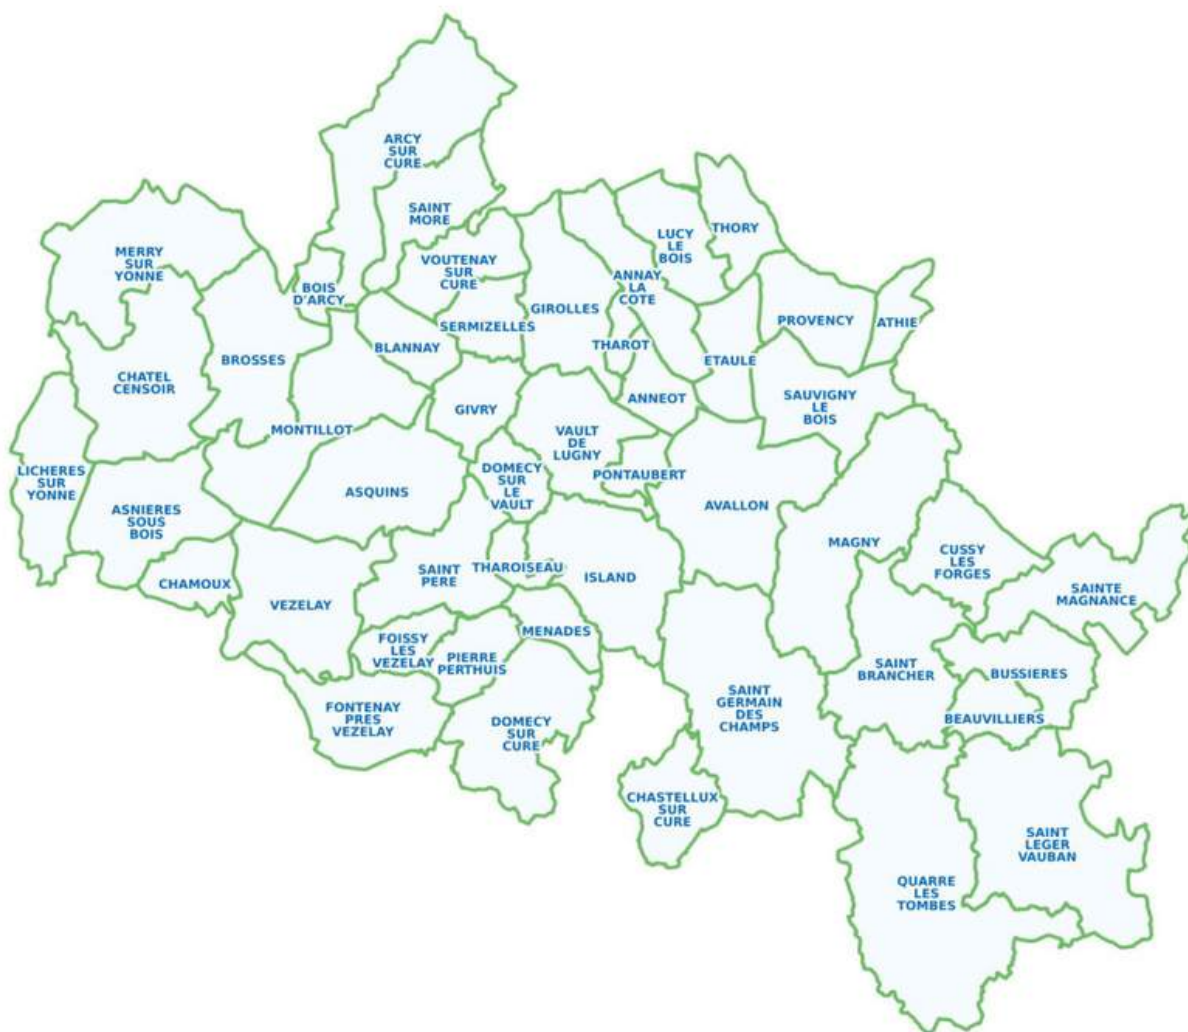 ARCY
SUR
CURE
SAINT
MORE
MERRY
SUR
YONNE
BOIS
D'ARCY
VOUTENAY
SUR
CURE
LUCY
LE
BOIS
THORY
ANNAY
LA
COTE
GIROLLES
SERMIZELLES
PROVENCY
ATHIE
BROSSES
BLANNAY
THAROT
ETAULE
CHATEL
CENSOIR
SAUVIGNY
LE
BOIS
ANNEOT
GIVRY
MONTILLOT
VAULT
DE
LUGNY
LICHERES
SUR
YONNE
ASQUINS
DOMECY
SUR
LE
VAULT
PONTAUBERT
AVALLON
ASNIERES
SOUS
BOIS
MAGNY
CUSSY
LES
FORGES
CHAMOUX
SAINT
PERE
THAROISEAU
ISLAND
SAINTE
MAGNANCE
VEZELAY
MENADES
FOISSY
LES
VEZELAY
PIERRE
PERTHUIS
SAINT
BRANCHER
BUSSIERES
FONTENAY
PRES
VEZELAY
DOMECY
SUR
CURE
SAINT
GERMAIN
DES
CHAMPS
BEAUVILLIERS
CHASTELLUX
SUR
CURE
SAINT
LEGER
VAUBAN
QUARRE
LES
TOMBES